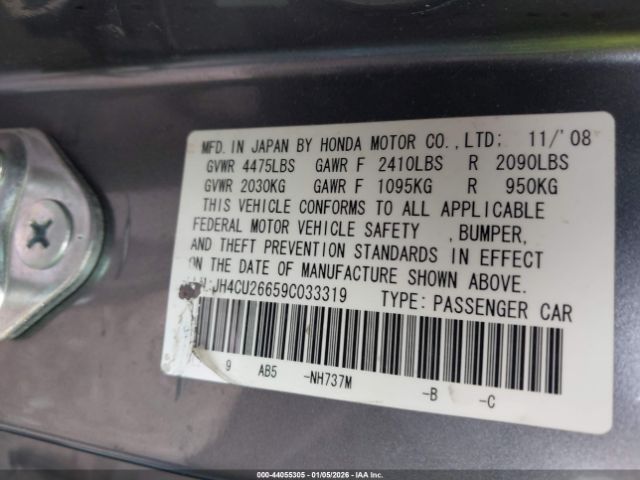 MFD. IN JAPAN BY HONDA MOTOR CO.,LTD; 11/'08
GVWR 4475LBS GAWR F 2410LBS R 2090LBS
GVWR 2030KG GAWR F 1095KG R 950KG
THIS VEHICLE CONFORMS TO ALL APPLICABLE
FEDERAL MOTOR VEHICLE SAFETY ,BUMPER,
AND THEFT PREVENTION STANDARDS IN EFFECT
ON THE DATE OF MANUFACTURE SHOWN ABOVE.
JH4CU26659C033319 TYPE: PASSENGER CAR
9 AB5 -NH737M -B -C
000-44055305 | 01/05/2026 | IAA Inc.